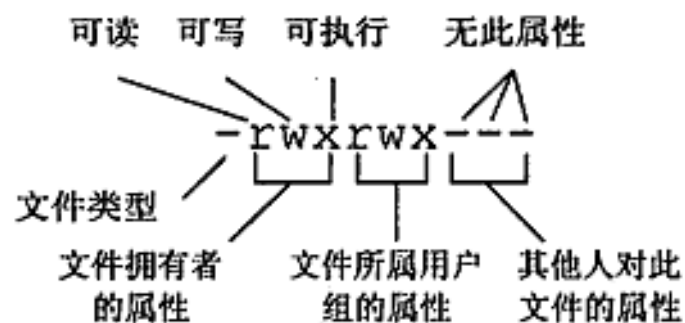 可读 可写 可执行 无此属性
-rwxrwx---
文件类型
文件拥有者 文件所属用户 其他人对此
的属性 组的属性 文件的属性